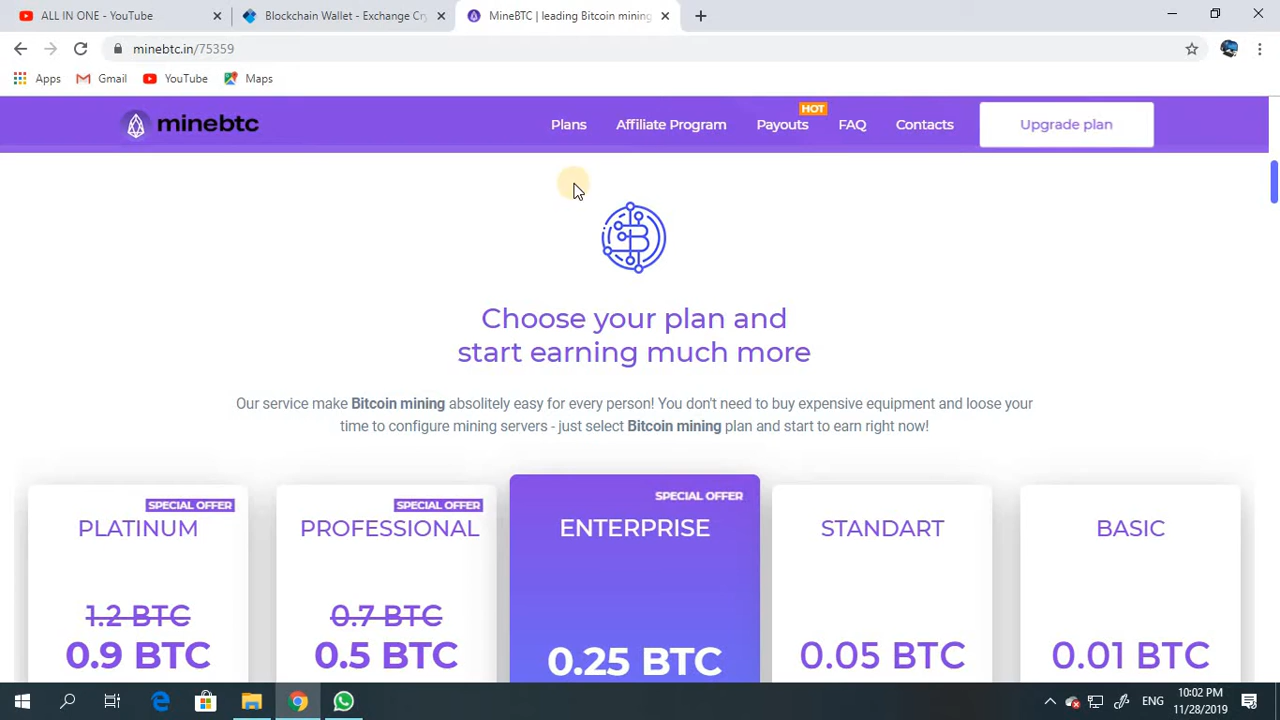 ALL IN ONE - YouTube
Blockchain Wallet - Exchange Cry
MineBTC | leading Bitcoin mining
minebtc.in/75359
Apps
Gmail
YouTube
Maps
minebtc
Plans
Affiliate Program
Payouts
HOT
FAQ
Contacts
Upgrade plan
Choose your plan and
start earning much more
Our service make Bitcoin mining absolitely easy for every person! You don't need to buy expensive equipment and loose your
time to configure mining servers - just select Bitcoin mining plan and start to earn right now!
SPECIAL OFFER
PLATINUM
1.2 BTC
0.9 BTC
SPECIAL OFFER
PROFESSIONAL
0.7 BTC
0.5 BTC
SPECIAL OFFER
ENTERPRISE
0.25 BTC
STANDART
0.05 BTC
BASIC
0.01 BTC
ENG
10:02 PM
11/28/2019